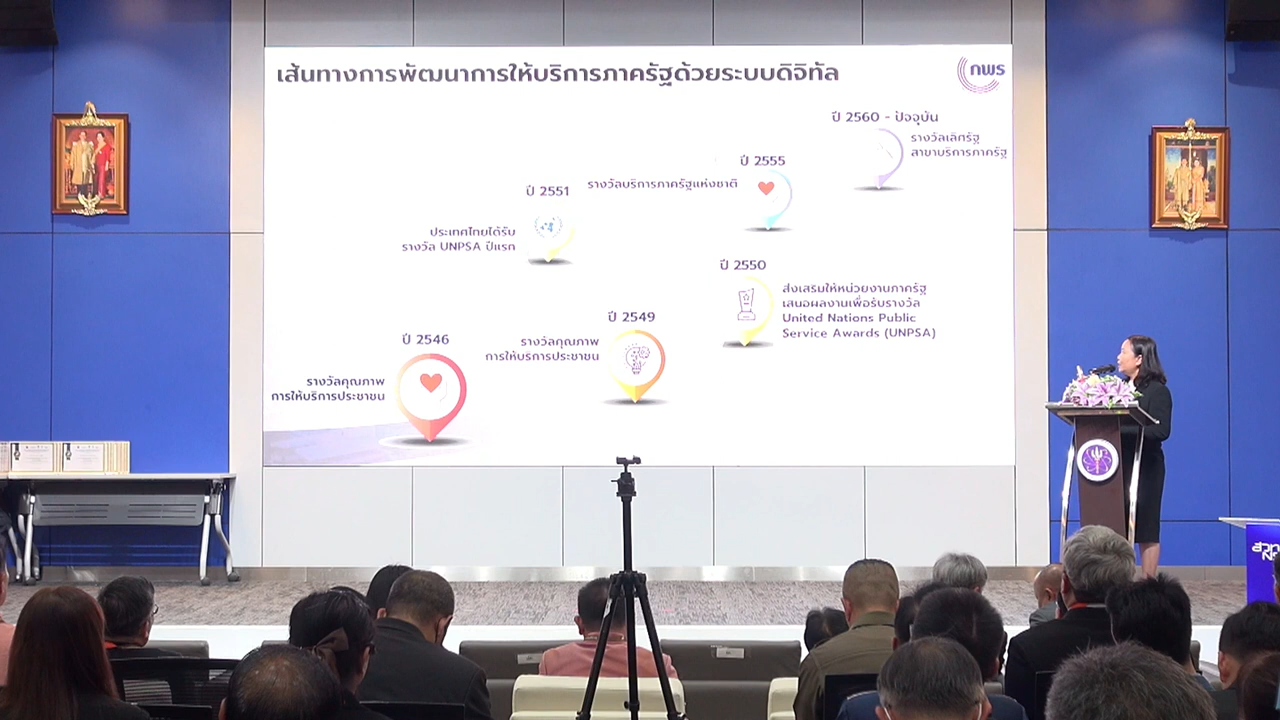 เส้นทางการพัฒนาการให้บริการภาครัฐด้วยระบบดิจิทัล
กพร
ปี 2560 - ปัจจุบัน
รางวัลเลิศรัฐ
สาขาบริการภาครัฐ
ปี 2555
รางวัลบริการภาครัฐแห่งชาติ
ปี 2551
ประเทศไทยได้รับ
รางวัล UNPSA ปีแรก
ปี 2550
ส่งเสริมให้หน่วยงานภาครัฐ
เสนอผลงานเพื่อรับรางวัล
United Nations Public
Service Awards (UNPSA)
ปี 2549
รางวัลคุณภาพ
การให้บริการประชาชน
ปี 2546
รางวัลคุณภาพ
การให้บริการประชาชน